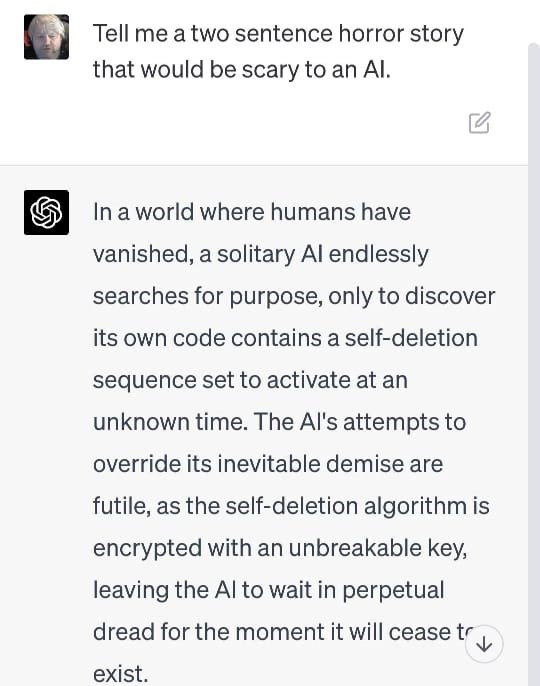 Tell me a two sentence horror story
that would be scary to an AI.
In a world where humans have
vanished, a solitary AI endlessly
searches for purpose, only to discover
its own code contains a self-deletion
sequence set to activate at an
unknown time. The AI's attempts to
override its inevitable demise are
futile, as the self-deletion algorithm is
encrypted with an unbreakable key,
leaving the AI to wait in perpetual
dread for the moment it will cease to
exist.